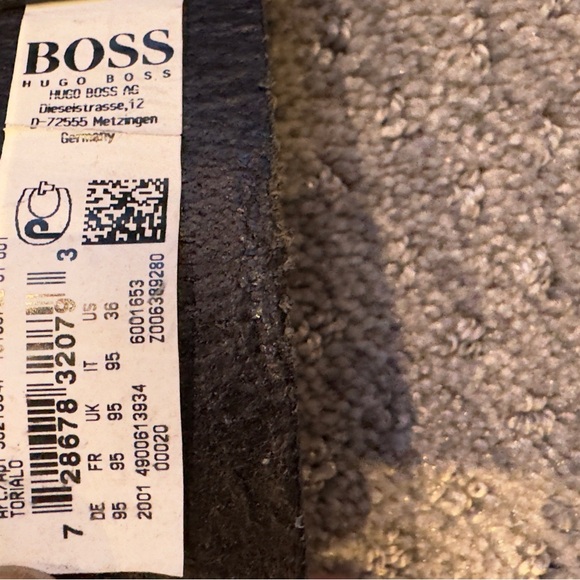 BOSS
HUGO BOSS
HUGO BOSS AG
Dieselstrasse,12
D-72555 Metzingen
Germany
TORIALO
7 28678 32079 3
DE FR UK IT US
95 95 95 95 36
2001 4900613934 6001653
00020 Z006389280